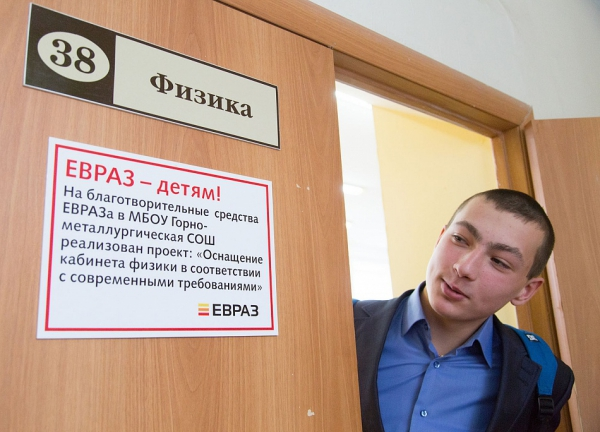 38
Физика
ЕВРАЗ – детям!
На благотворительные средства
ЕВРАЗа в МБОУ Горно-
металлургическая СОШ
реализован проект: «Оснащение
кабинета физики в соответствии
с современными требованиями»
ЕВРАЗ